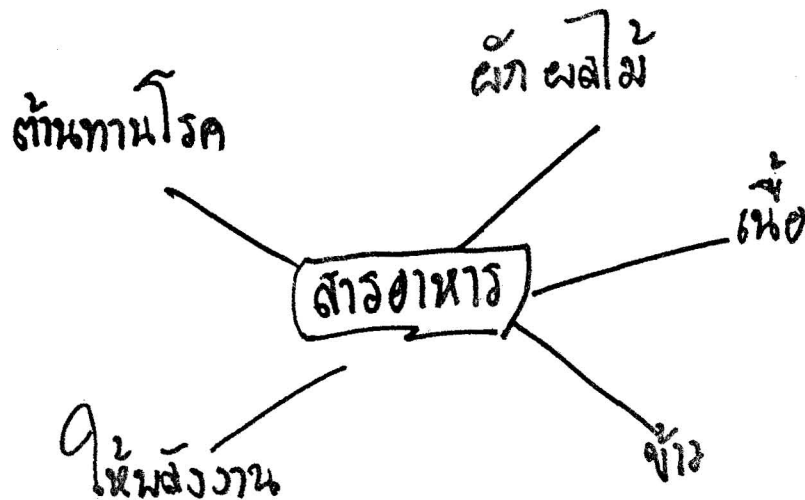 ผัก ผลไม้
ต้านทานโรค
เนื้อ
สารอาหาร
ข้าว
ให้พลังงาน